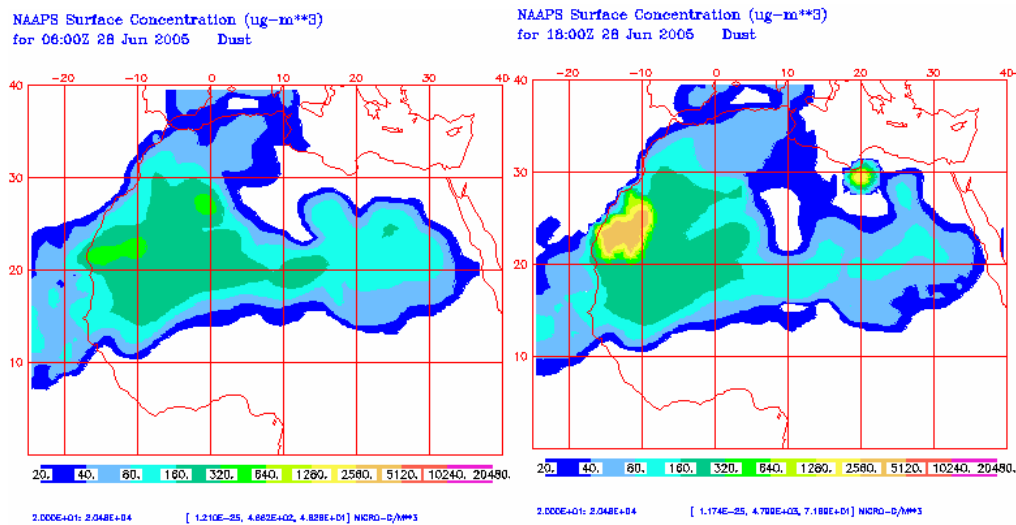 NAAPS Surface Concentration (ug-m**3)
for 06:00Z 28 Jun 2005 Dust
-20 -10 0 10 20 30 40
40
30
20
10
20. 40. 80. 160. 320. 640. 1280. 2560. 5120. 10240. 20480.
2.000E+01: 2.048E+04 [ 1.210E-25, 4.662E+02, 4.828E+01] MICRO-G/M**3
NAAPS Surface Concentration (ug-m**3)
for 18:00Z 28 Jun 2005 Dust
-20 -10 0 10 20 30 40
40
30
20
10
20. 40. 80. 160. 320. 640. 1280. 2560. 5120. 10240. 20480.
2.000E+01: 2.048E+04 [ 1.174E-25, 4.799E+03, 7.189E+01] MICRO-G/M**3